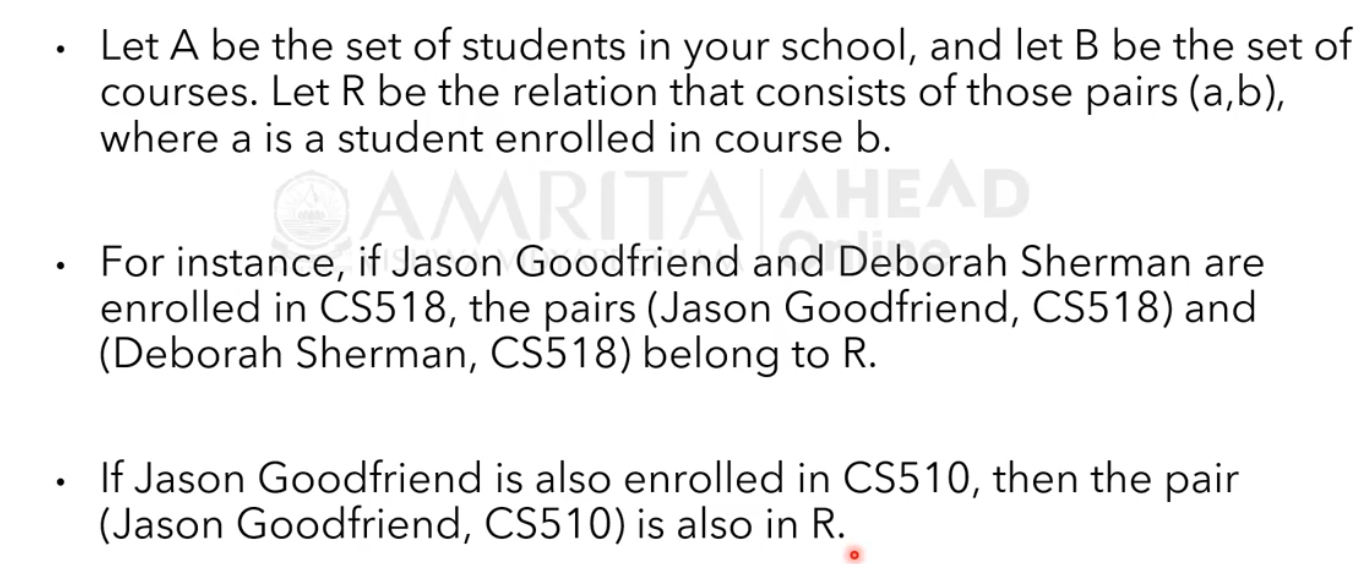 • Let A be the set of students in your school, and let B be the set of
courses. Let R be the relation that consists of those pairs (a,b),
where a is a student enrolled in course b.
AMRITA AHEAD
Online
• For instance, if Jason Goodfriend and Deborah Sherman are
enrolled in CS518, the pairs (Jason Goodfriend, CS518) and
(Deborah Sherman, CS518) belong to R.
• If Jason Goodfriend is also enrolled in CS510, then the pair
(Jason Goodfriend, CS510) is also in R.